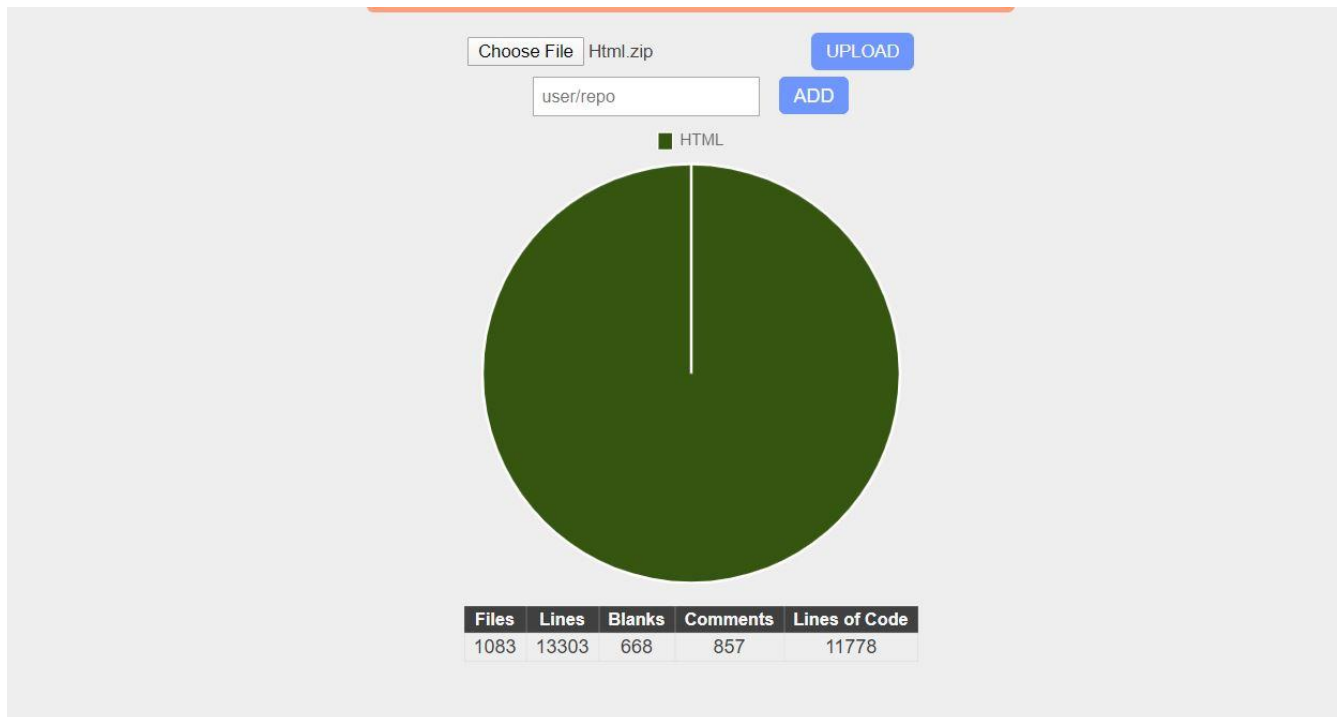 Choose File Html.zip UPLOAD
user/repo ADD
HTML
Files Lines Blanks Comments Lines of Code
1083 13303 668 857 11778